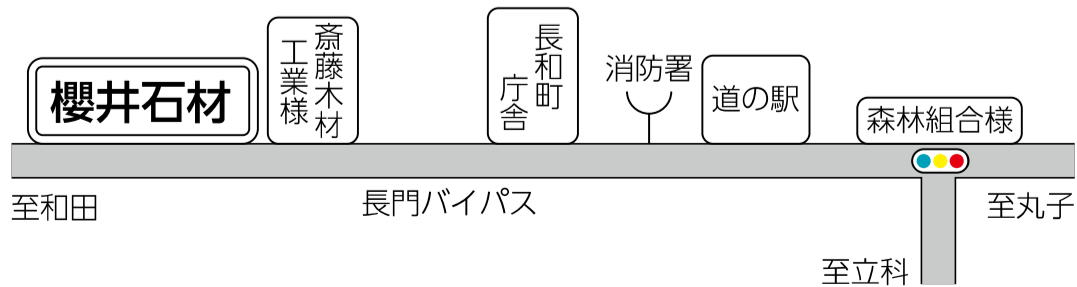 櫻井石材
斎藤木材
工業様
長和町
庁舎
消防署
道の駅
森林組合様
至和田
長門バイパス
至丸子
至立科